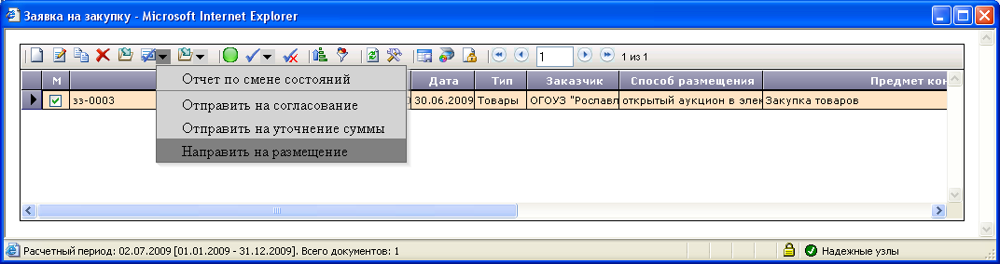 Заявка на закупку - Microsoft Internet Explorer
1 1 из 1
М Дата Тип Заказчик Способ размещения Предмет кон
зз-0003 30.06.2009 Товары ОГОУЗ "Рославл открытый аукцион в элек Закупка товаров
Отчет по смене состояний
Отправить на согласование
Отправить на уточнение суммы
Направить на размещение
Расчетный период: 02.07.2009 [01.01.2009 - 31.12.2009]. Всего документов: 1 Надежные узлы